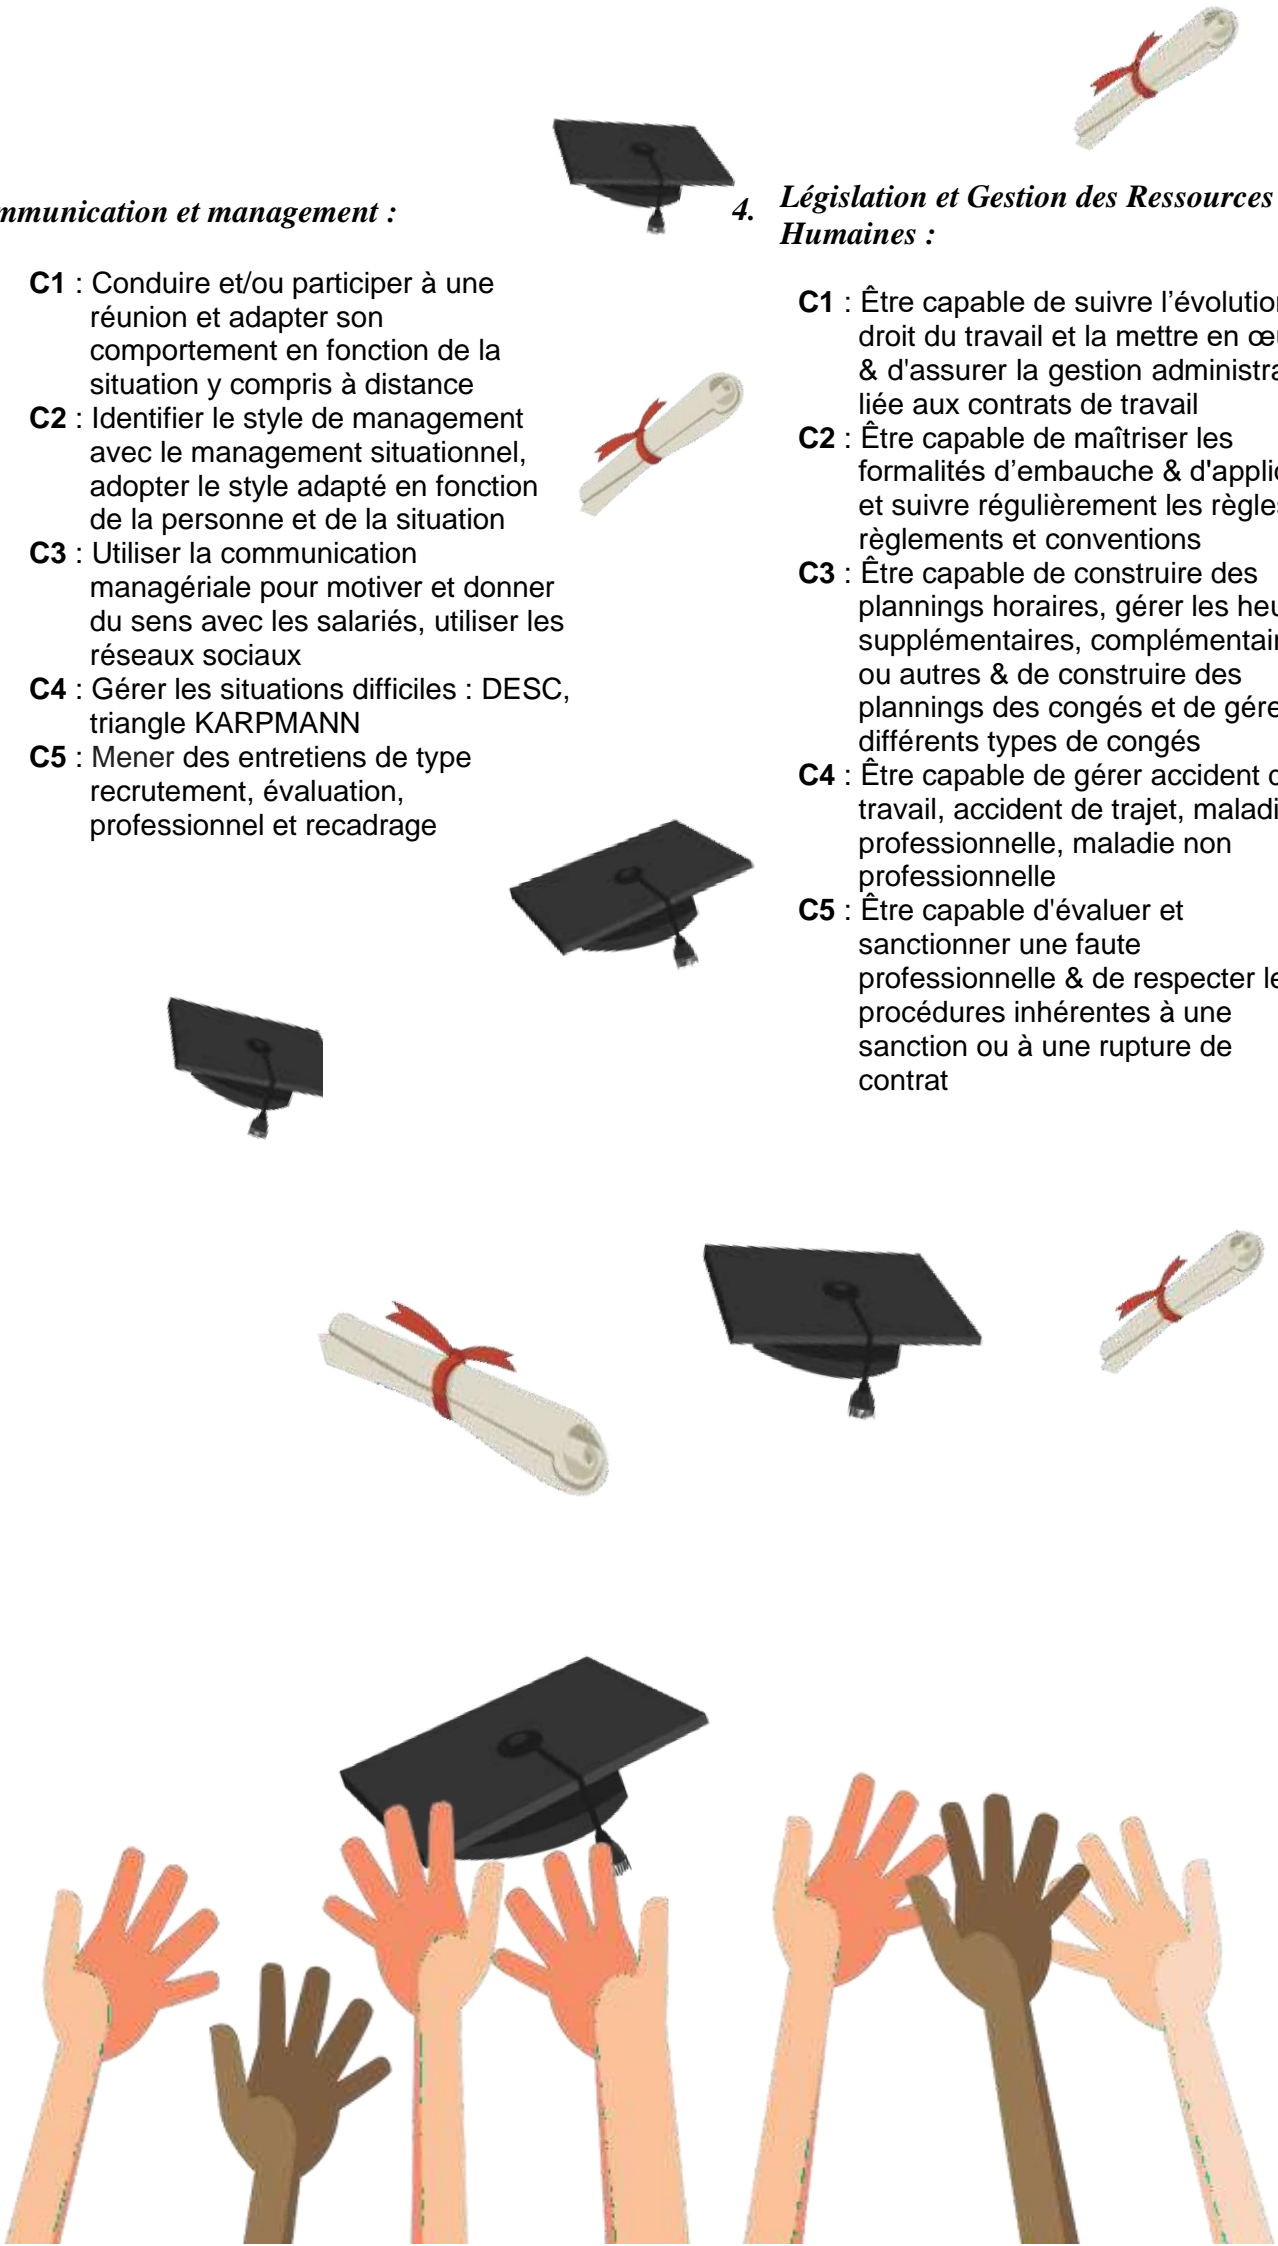 mmunication et management :
C1 : Conduire et/ou participer à une
réunion et adapter son
comportement en fonction de la
situation y compris à distance
C2 : Identifier le style de management
avec le management situationnel,
adopter le style adapté en fonction
de la personne et de la situation
C3 : Utiliser la communication
managériale pour motiver et donner
du sens avec les salariés, utiliser les
réseaux sociaux
C4 : Gérer les situations difficiles : DESC,
triangle KARPMANN
C5 : Mener des entretiens de type
recrutement, évaluation,
professionnel et recadrage
4. Législation et Gestion des Ressources
Humaines :
C1 : Être capable de suivre l’évolution
droit du travail et la mettre en œu
& d'assurer la gestion administra
liée aux contrats de travail
C2 : Être capable de maîtriser les
formalités d’embauche & d'appli
et suivre régulièrement les règles
règlements et conventions
C3 : Être capable de construire des
plannings horaires, gérer les heu
supplémentaires, complémentai
ou autres & de construire des
plannings des congés et de gére
différents types de congés
C4 : Être capable de gérer accident
travail, accident de trajet, maladi
professionnelle, maladie non
professionnelle
C5 : Être capable d'évaluer et
sanctionner une faute
professionnelle & de respecter le
procédures inhérentes à une
sanction ou à une rupture de
contrat